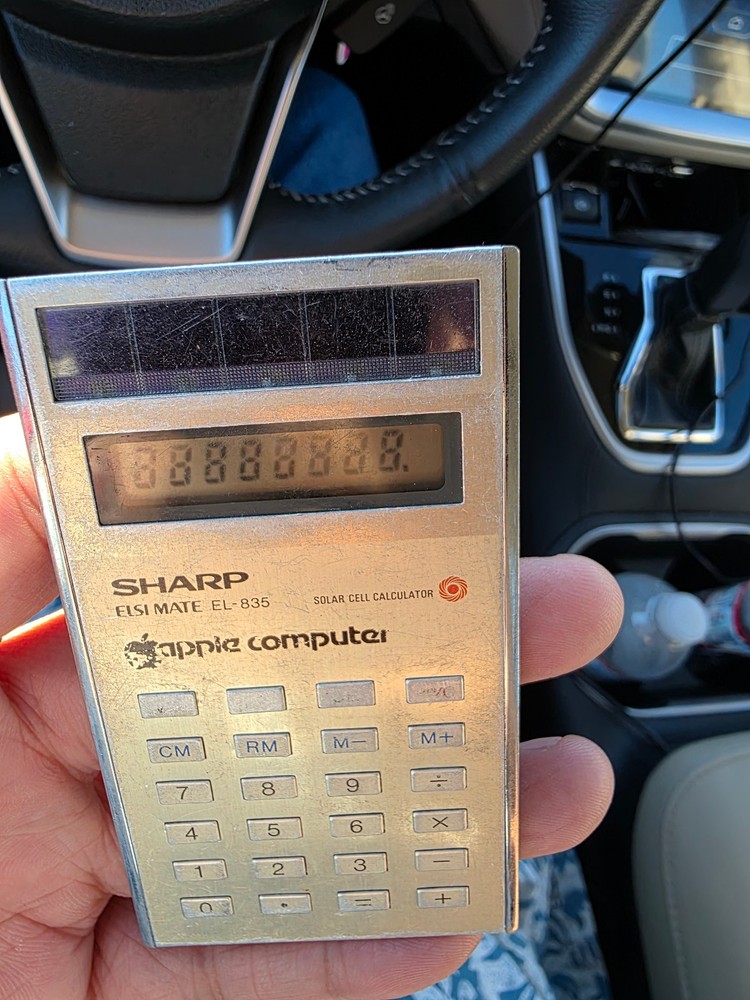 88888888.
SHARP
ELSI MATE EL-835
SOLAR CELL CALCULATOR
apple computer
CM RM M− M+
7 8 9 ÷
4 5 6 ×
1 2 3 −
0 . = +